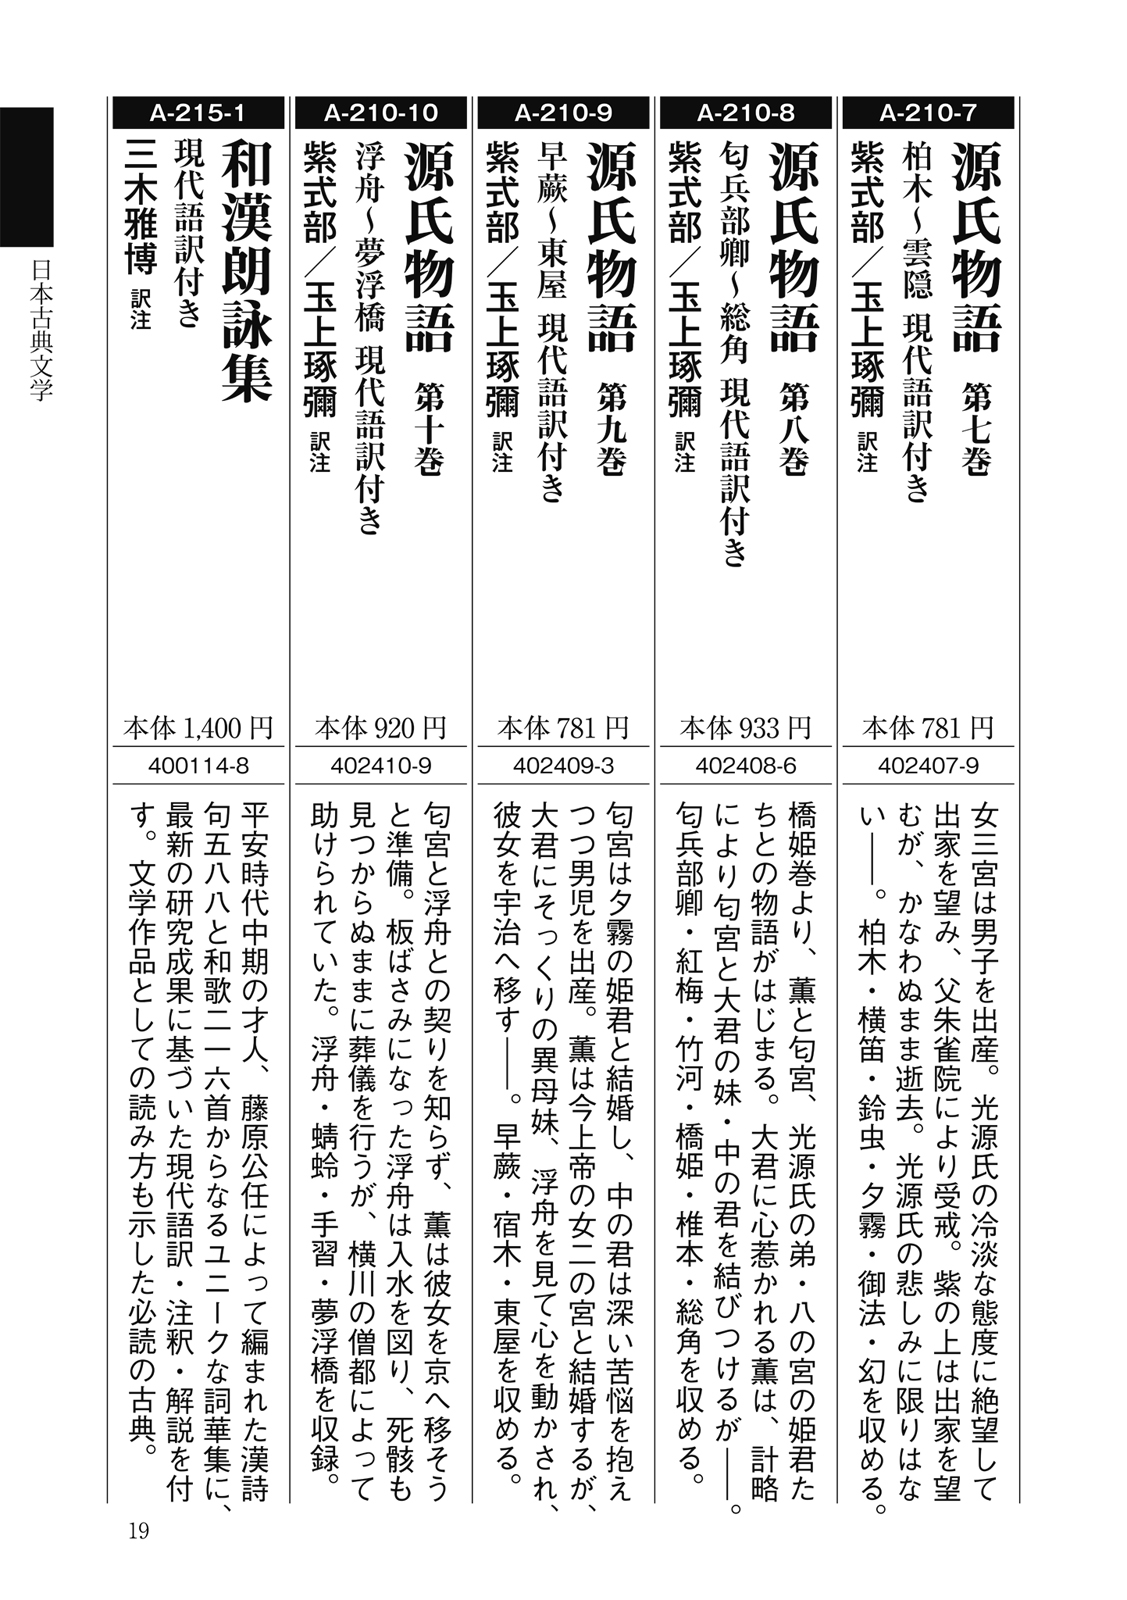 日本古典文学
A-210-7
源氏物語 第七巻
柏木～雲隠 現代語訳付き
紫式部／玉上琢彌 訳注
本体 781 円
402407-9
女三宮は男子を出産。光源氏の冷淡な態度に絶望して
出家を望み、父朱雀院により受戒。紫の上は出家を望
むが、かなわぬまま逝去。光源氏の悲しみに限りはな
い――。柏木・横笛・鈴虫・夕霧・御法・幻を収める。
A-210-8
源氏物語 第八巻
匂兵部卿～総角 現代語訳付き
紫式部／玉上琢彌 訳注
本体 933 円
402408-6
橋姫巻より、薫と匂宮、光源氏の弟・八の宮の姫君た
ちとの物語がはじまる。大君に心惹かれる薫は、計略
により匂宮と大君の妹・中の君を結びつけるが――。
匂兵部卿・紅梅・竹河・橋姫・椎本・総角を収める。
A-210-9
源氏物語 第九巻
早蕨～東屋 現代語訳付き
紫式部／玉上琢彌 訳注
本体 781 円
402409-3
匂宮は夕霧の姫君と結婚し、中の君は深い苦悩を抱え
つつ男児を出産。薫は今上帝の女二の宮と結婚するが、
大君にそっくりの異母妹、浮舟を見て心を動かされ、
彼女を宇治へ移す――。早蕨・宿木・東屋を収める。
A-210-10
源氏物語 第十巻
浮舟～夢浮橋 現代語訳付き
紫式部／玉上琢彌 訳注
本体 920 円
402410-9
匂宮と浮舟との契りを知らず、薫は彼女を京へ移そう
と準備。板ばさみになった浮舟は入水を図り、死骸も
見つからぬままに葬儀を行うが、横川の僧都によって
助けられていた。浮舟・蜻蛉・手習・夢浮橋を収録。
A-215-1
和漢朗詠集
現代語訳付き
三木雅博 訳注
本体 1,400 円
400114-8
平安時代中期の才人、藤原公任によって編まれた漢詩
句五八八と和歌二一六首からなるユニークな詞華集に、
最新の研究成果に基づいた現代語訳・注釈・解説を付
す。文学作品としての読み方も示した必読の古典。
19